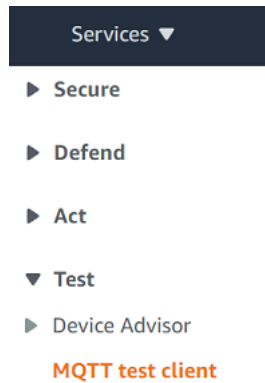 Services
Secure
Defend
Act
Test
Device Advisor
MQTT test client